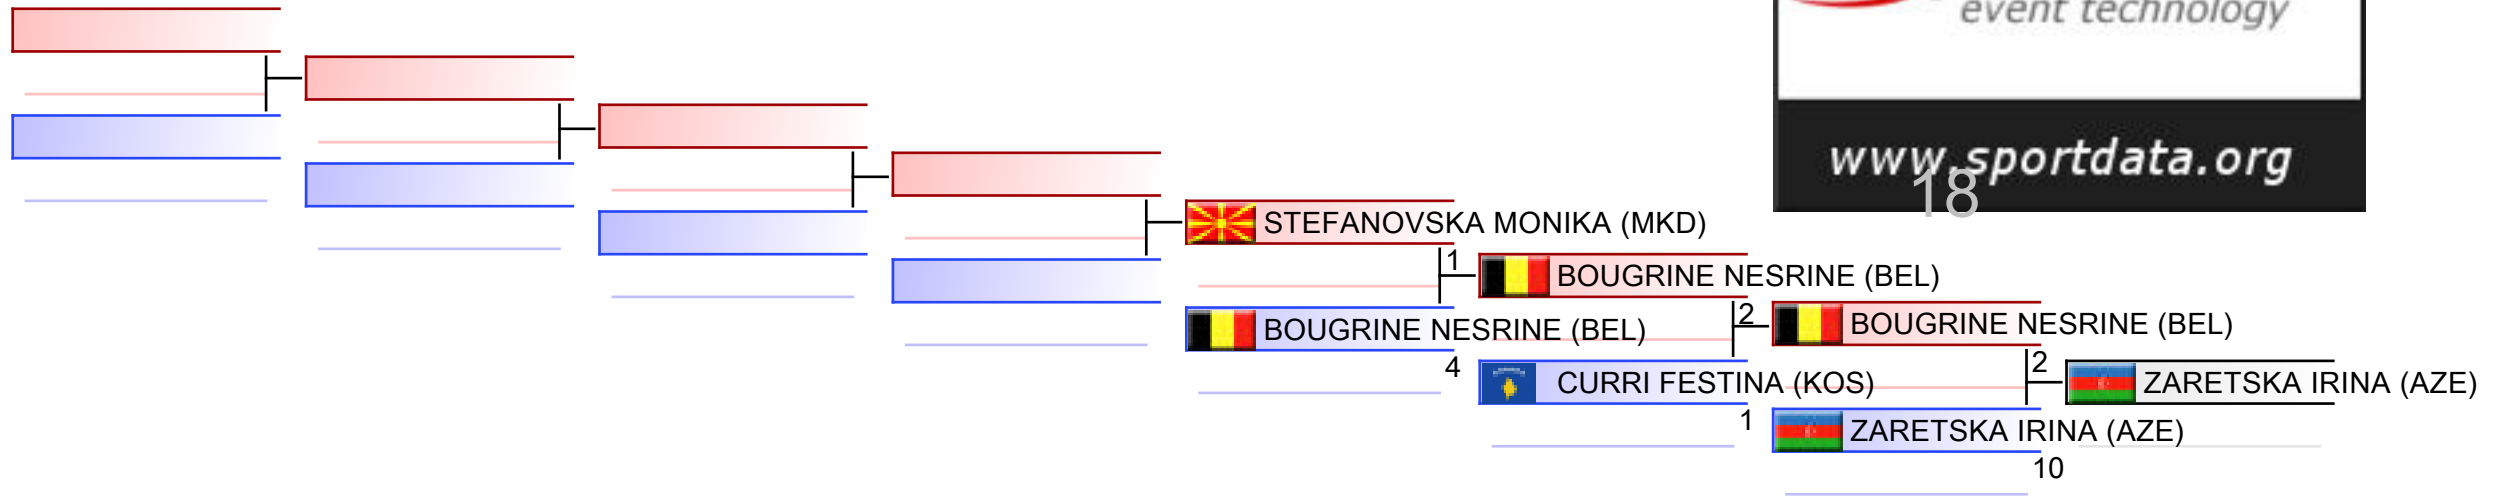 event technology
www.sportdata.org
18
STEFANOVSKA MONIKA (MKD)
1
BOUGRINE NESRINE (BEL)
2
BOUGRINE NESRINE (BEL)
BOUGRINE NESRINE (BEL)
4
2
CURRI FESTINA (KOS)
ZARETSKA IRINA (AZE)
1
ZARETSKA IRINA (AZE)
10